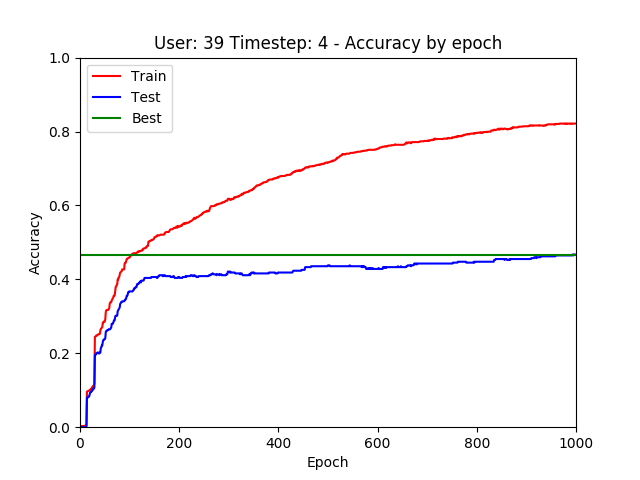 User: 39 Timestep: 4 - Accuracy by epoch
1.0
Train
Test
Best
0.8
0.6
Accuracy
0.4
0.2
0.0
0 200 400 600 800 1000
Epoch